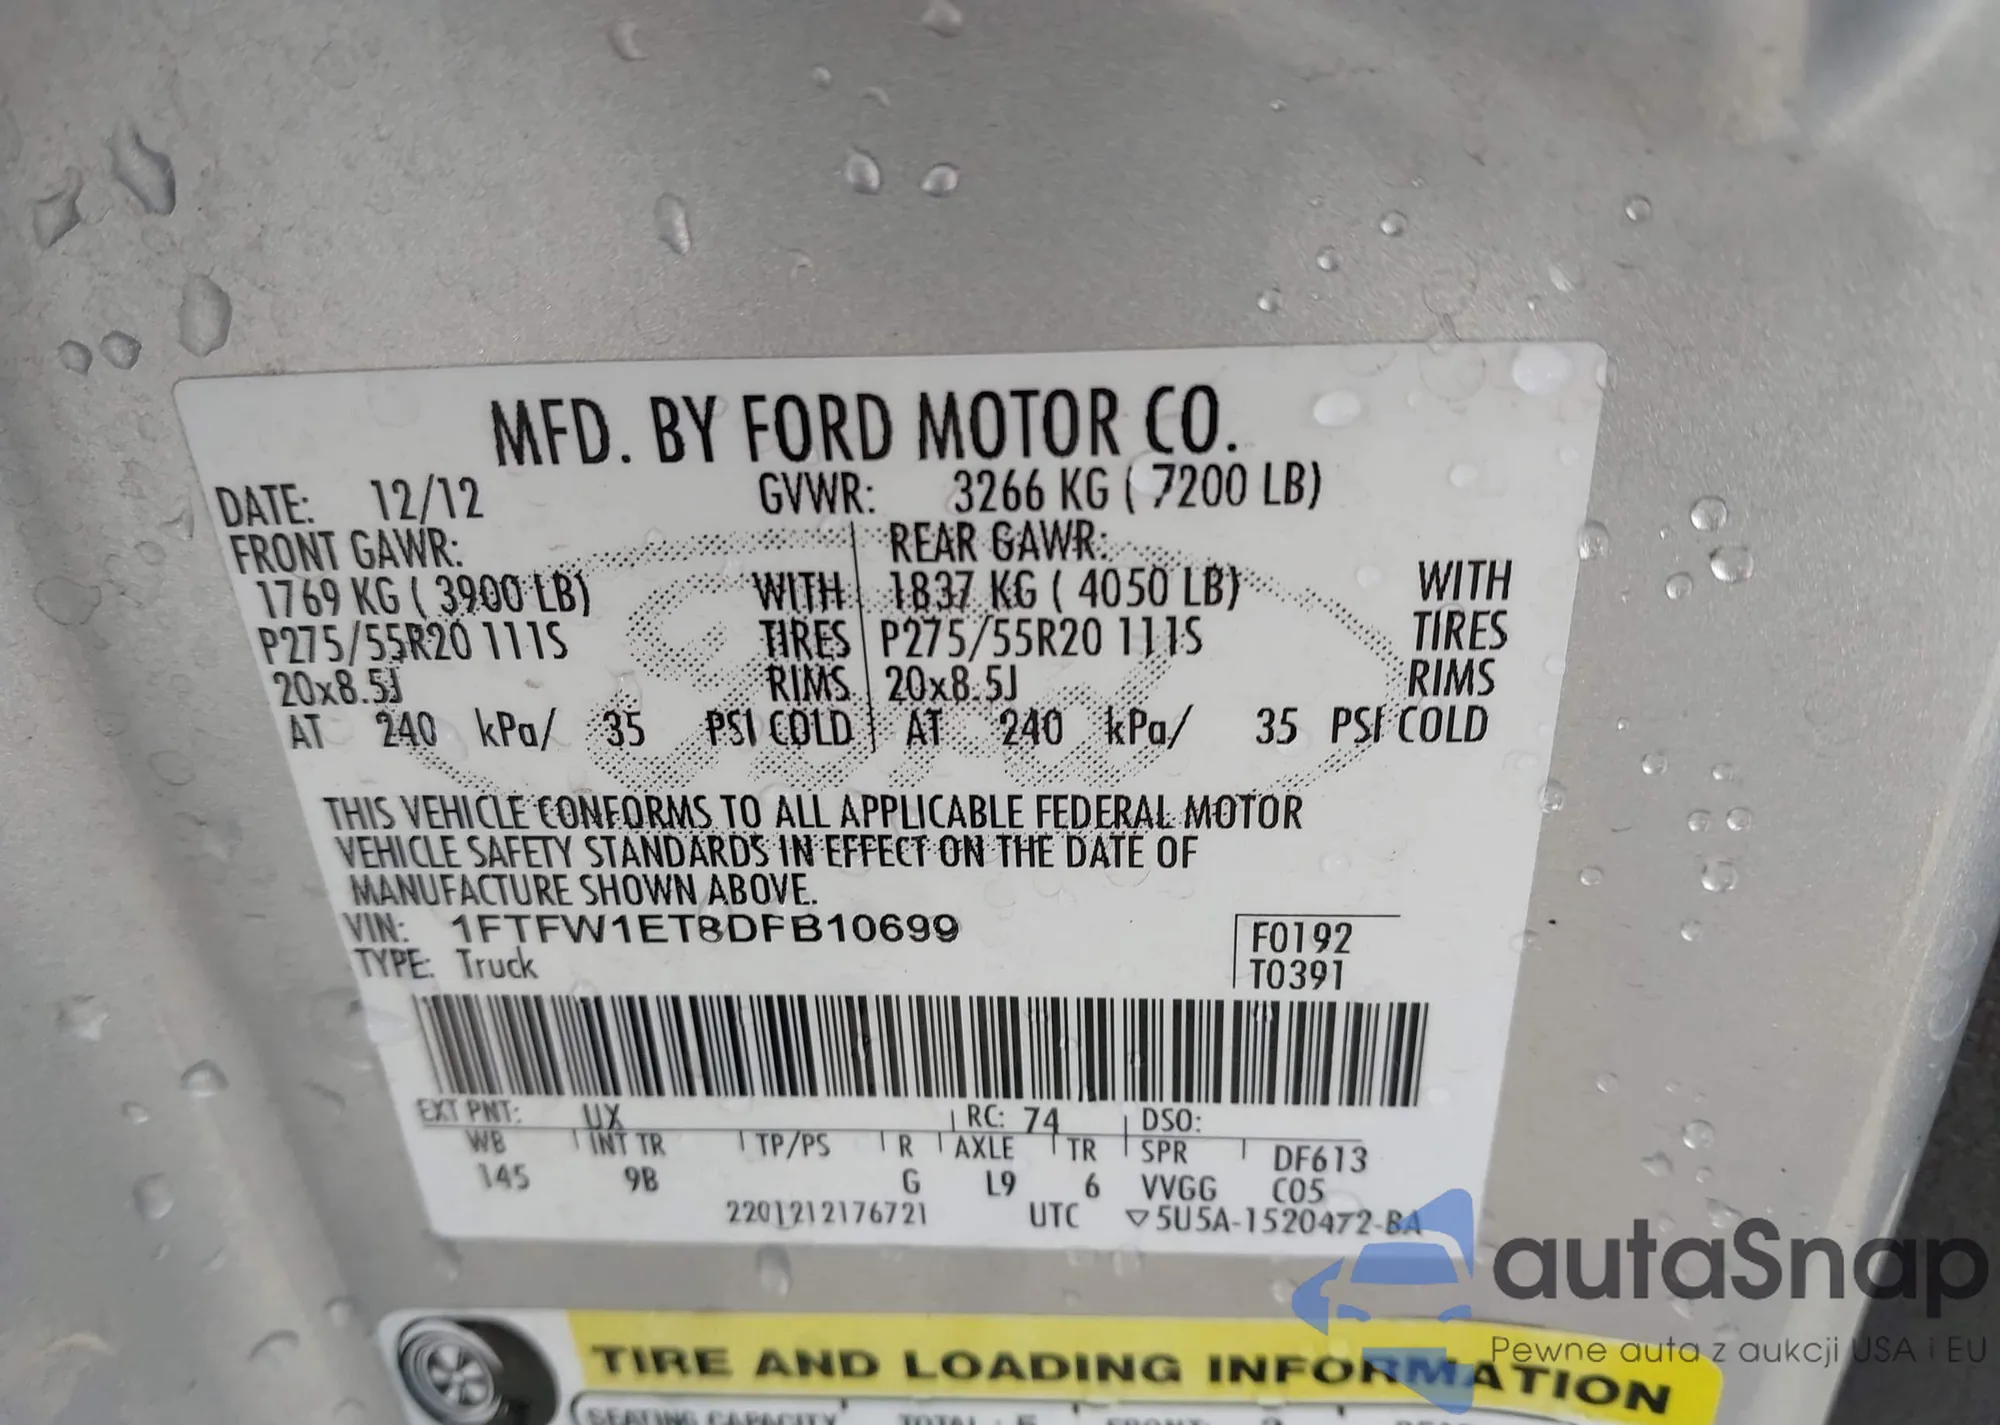 MFD. BY FORD MOTOR CO.
DATE: 12/12 GVWR: 3266 KG ( 7200 LB)
FRONT GAWR: REAR GAWR:
1769 KG ( 3900 LB) WITH 1837 KG ( 4050 LB) WITH
P275/55R20 111S TIRES P275/55R20 111S TIRES
20x8.5J RIMS 20x8.5J RIMS
AT 240 kPa/ 35 PSI COLD AT 240 kPa/ 35 PSI COLD
THIS VEHICLE CONFORMS TO ALL APPLICABLE FEDERAL MOTOR
VEHICLE SAFETY STANDARDS IN EFFECT ON THE DATE OF
MANUFACTURE SHOWN ABOVE.
VIN: 1FTFW1ET8DFB10699 F0192
TYPE: Truck T0391
EXT PNT: UX RC: 74 DSO:
WB INT TR TP/PS R AXLE TR SPR DF613
145 9B G L9 6 VVGG C05
2201212176721 UTC ▽5U5A-1520472-BA
autaSnap
Pewne auta z aukcji USA i EU
TIRE AND LOADING INFORMATION
SEATING CAPACITY TOTAL : 5 FRONT: 2